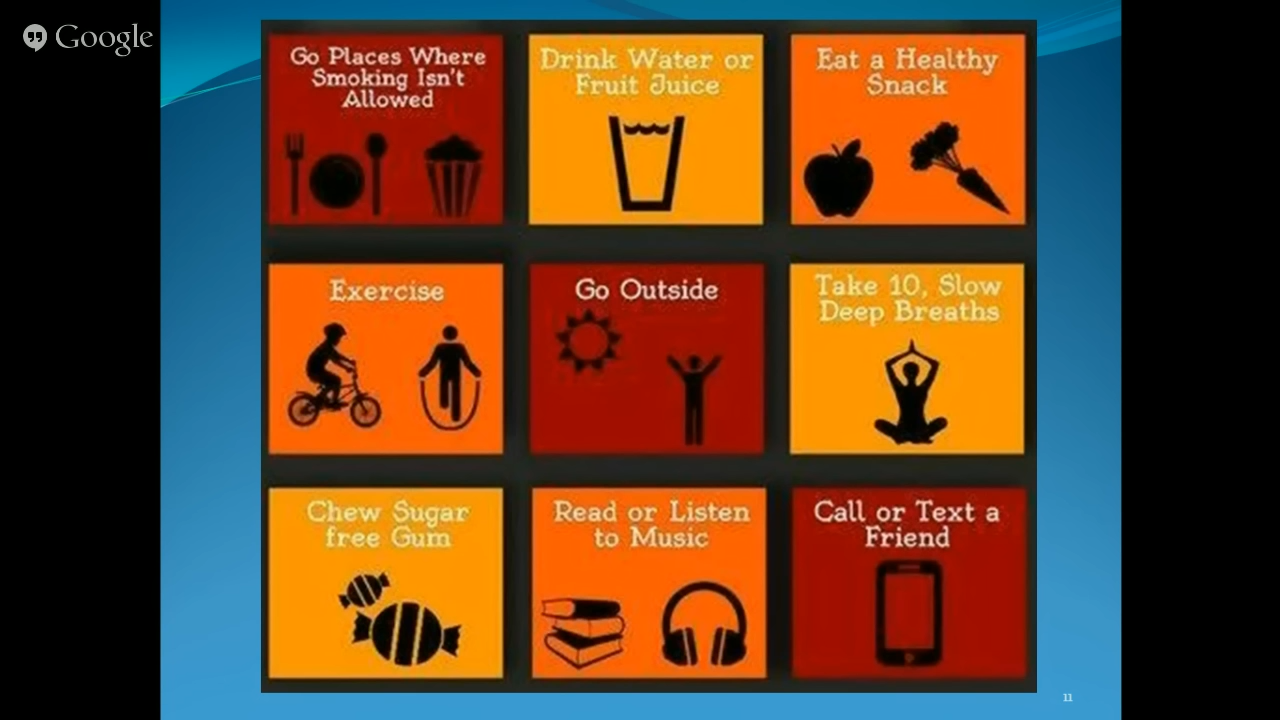 Google
Go Places Where
Smoking Isn't
Allowed
Drink Water or
Fruit Juice
Eat a Healthy
Snack
Exercise
Go Outside
Take 10, Slow
Deep Breaths
Chew Sugar
free Gum
Read or Listen
to Music
Call or Text a
Friend
11